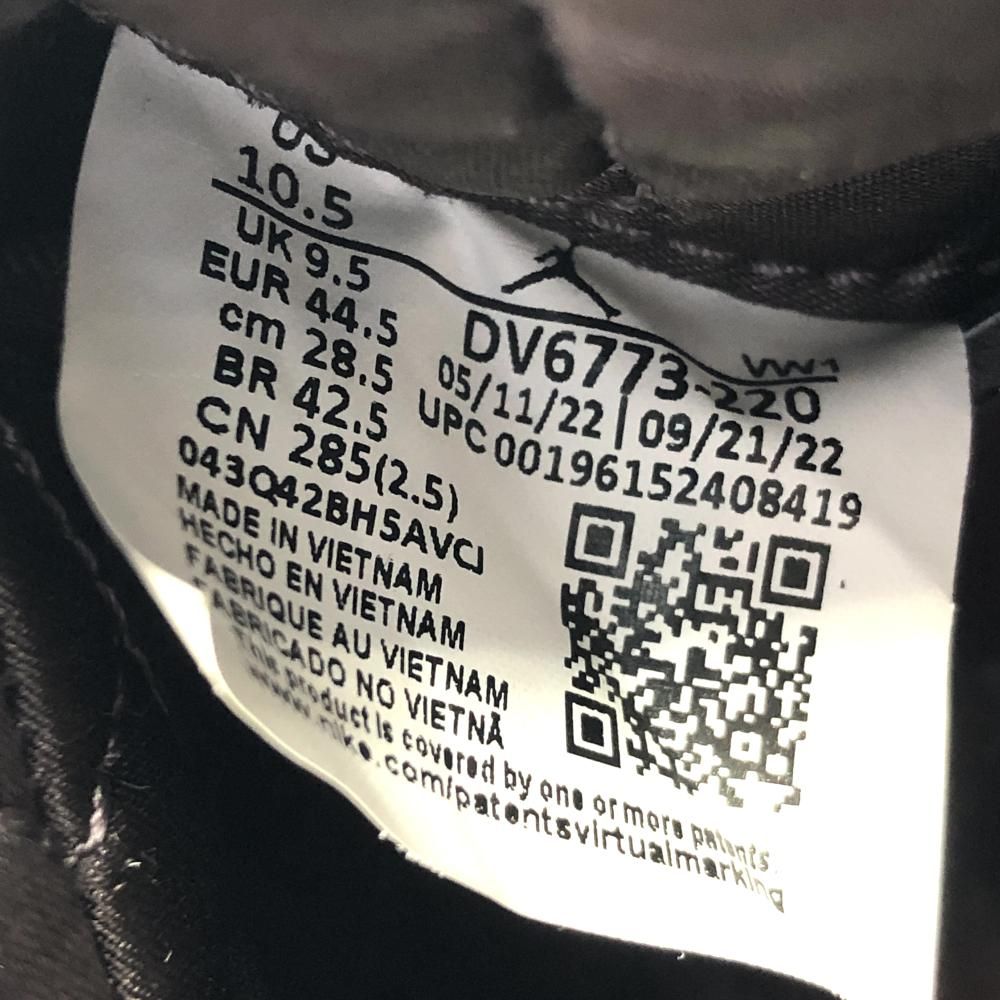 US
10.5
UK 9.5
EUR 44.5
cm 28.5
BR 42.5
CN 285(2.5)
043Q42BH5AVCJ
MADE IN VIETNAM
HECHO EN VIETNAM
FABRIQUE AU VIETNAM
FABRICADO NO VIETNÃ
This product is covered by one or more patents.
www.nike.com/patentsvirtualmarking
VW1
DV6773-220
05/11/22 | 09/21/22
UPC 00196152408419